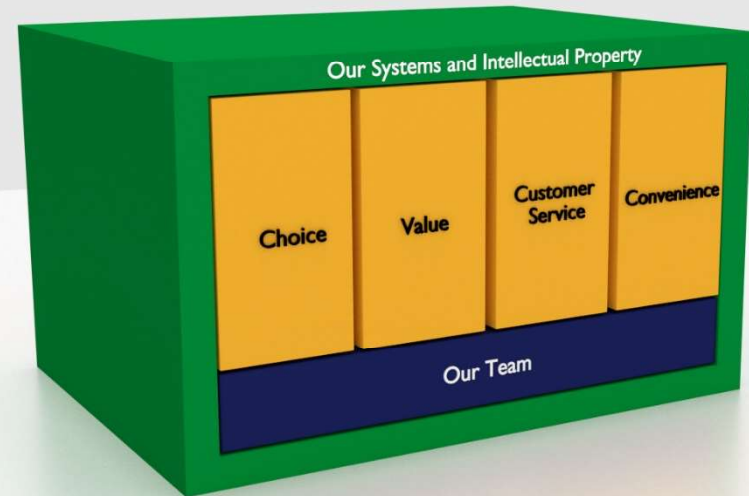 Our Systems and Intellectual Property
Choice
Value
Customer
Service
Convenience
Our Team